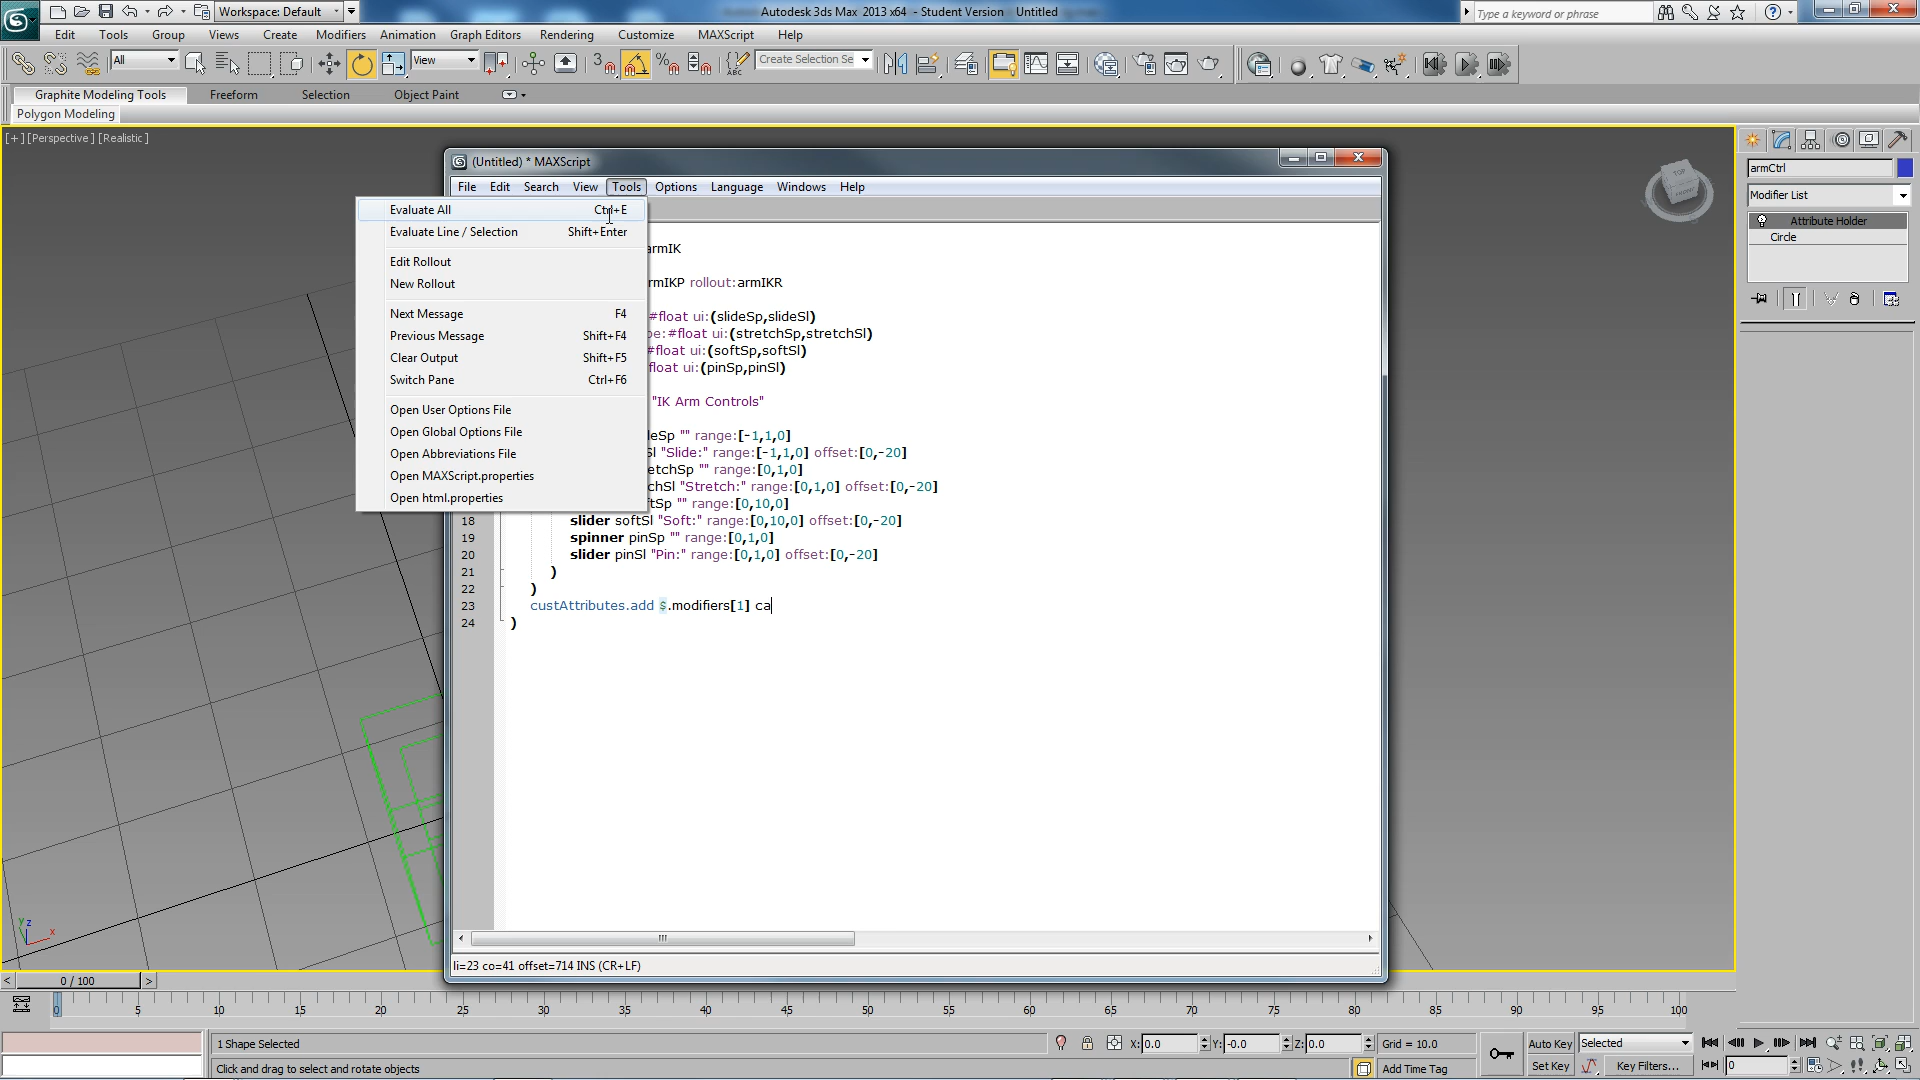 Workspace: Default
Autodesk 3ds Max 2013 x64 - Student Version Untitled
Type a keyword or phrase
Edit Tools Group Views Create Modifiers Animation Graph Editors Rendering Customize MAXScript Help
All
View
Create Selection Se
Graphite Modeling Tools Freeform Selection Object Paint
Polygon Modeling
[+] [Perspective ] [Realistic ]
(Untitled) * MAXScript
File Edit Search View Tools Options Language Windows Help
Evaluate All Ctrl+E
Evaluate Line / Selection Shift+Enter
Edit Rollout
New Rollout
Next Message F4
Previous Message Shift+F4
Clear Output Shift+F5
Switch Pane Ctrl+F6
Open User Options File
Open Global Options File
Open Abbreviations File
Open MAXScript.properties
Open html.properties
armIK
rmIKP rollout:armIKR
#float ui:(slideSp,slideSl)
pe:#float ui:(stretchSp,stretchSl)
#float ui:(softSp,softSl)
float ui:(pinSp,pinSl)
"IK Arm Controls"
eSp "" range:[-1,1,0]
Sl "Slide:" range:[-1,1,0] offset:[0,-20]
etchSp "" range:[0,1,0]
chSl "Stretch:" range:[0,1,0] offset:[0,-20]
tSp "" range:[0,10,0]
18 slider softSl "Soft:" range:[0,10,0] offset:[0,-20]
19 spinner pinSp "" range:[0,1,0]
20 slider pinSl "Pin:" range:[0,1,0] offset:[0,-20]
21 )
22 )
23 custAttributes.add $.modifiers[1] ca
24 )
li=23 co=41 offset=714 INS (CR+LF)
TOP
armCtrl
Modifier List
Attribute Holder
Circle
z
y
x
0 / 100
0 5 10 15 20 25 30 35 40 45 50 55 60 65 70 75 80 85 90 95 100
1 Shape Selected
X: 0.0 Y: -0.0 Z: 0.0 Grid = 10.0
Auto Key Selected
Click and drag to select and rotate objects
Add Time Tag
Set Key Key Filters...
0